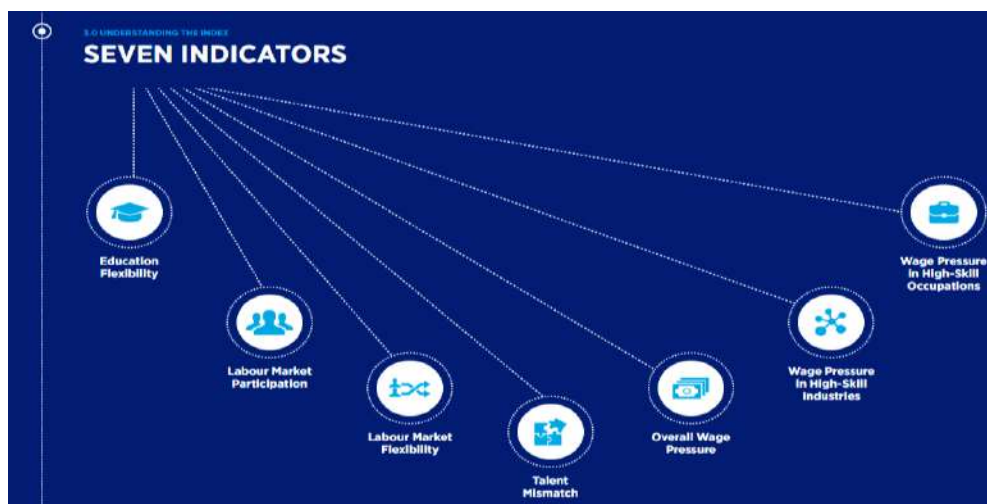 3.0 UNDERSTANDING THE INDEX
SEVEN INDICATORS
Education
Flexibility
Labour Market
Participation
Labour Market
Flexibility
Talent
Mismatch
Overall Wage
Pressure
Wage Pressure
in High-Skill
Industries
Wage Pressure
in High-Skill
Occupations